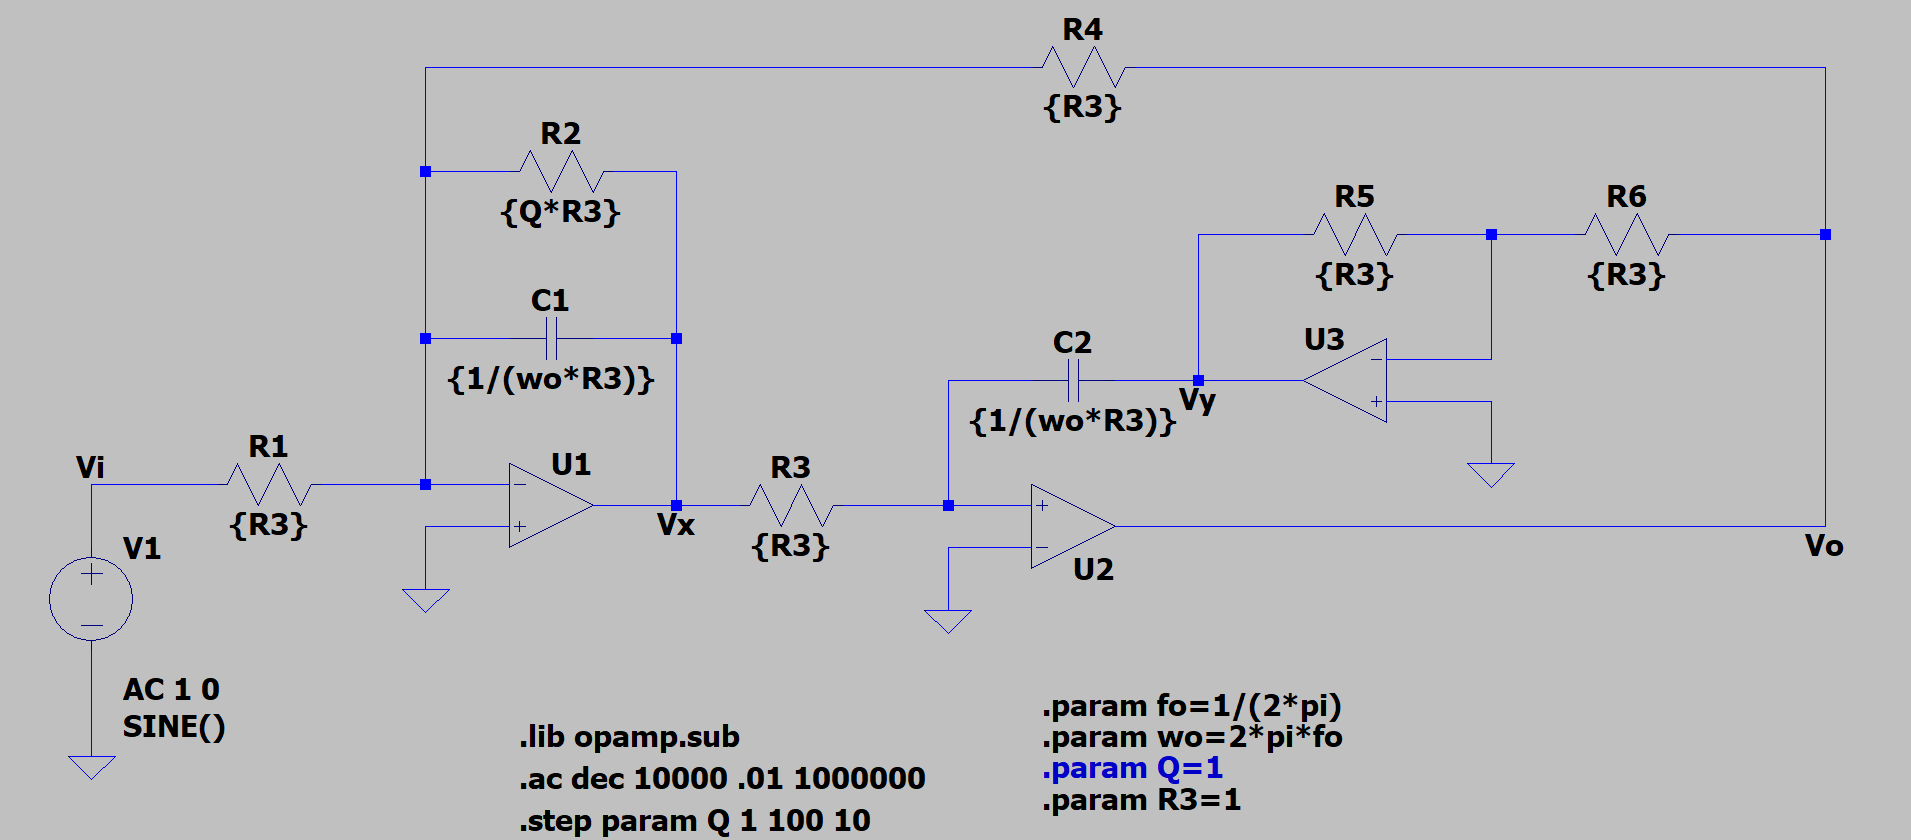 R4
{R3}
R2
{Q*R3}
R5
{R3}
R6
{R3}
C1
{1/(wo*R3)}
C2
{1/(wo*R3)}
U3
Vy
Vi
R1
{R3}
U1
Vx
R3
{R3}
U2
Vo
V1
AC 1 0
SINE()
.lib opamp.sub
.ac dec 10000 .01 1000000
.step param Q 1 100 10
.param fo=1/(2*pi)
.param wo=2*pi*fo
.param Q=1
.param R3=1